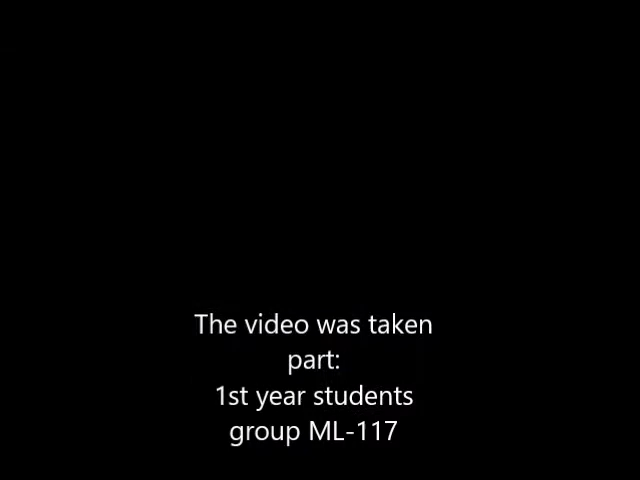 The video was taken
part:
1st year students
group ML-117